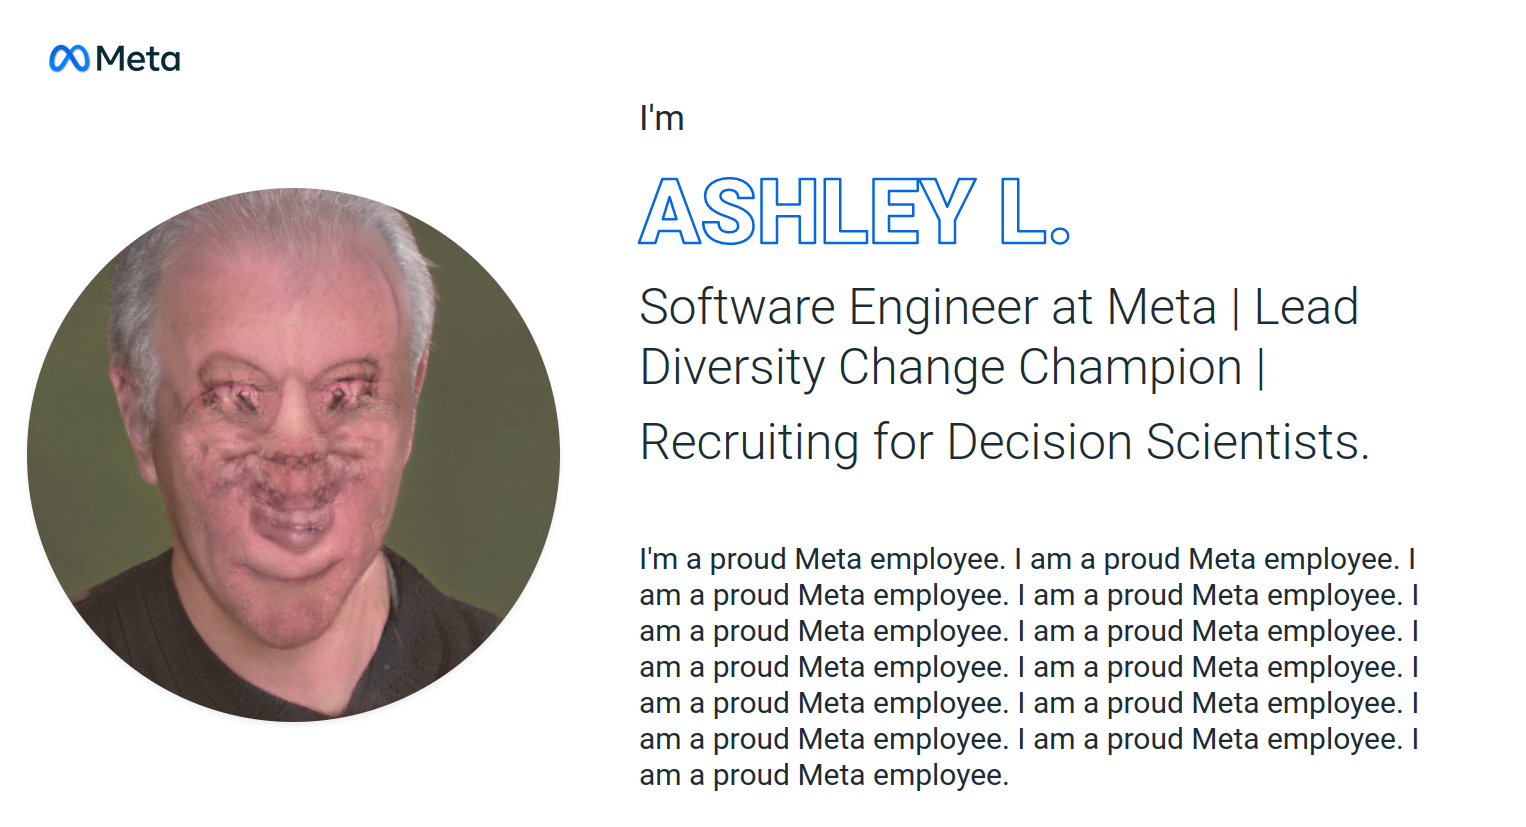 Meta
I'm
ASHLEY L.
Software Engineer at Meta | Lead
Diversity Change Champion |
Recruiting for Decision Scientists.
I'm a proud Meta employee. I am a proud Meta employee. I
am a proud Meta employee. I am a proud Meta employee. I
am a proud Meta employee. I am a proud Meta employee. I
am a proud Meta employee. I am a proud Meta employee. I
am a proud Meta employee. I am a proud Meta employee. I
am a proud Meta employee. I am a proud Meta employee. I
am a proud Meta employee.